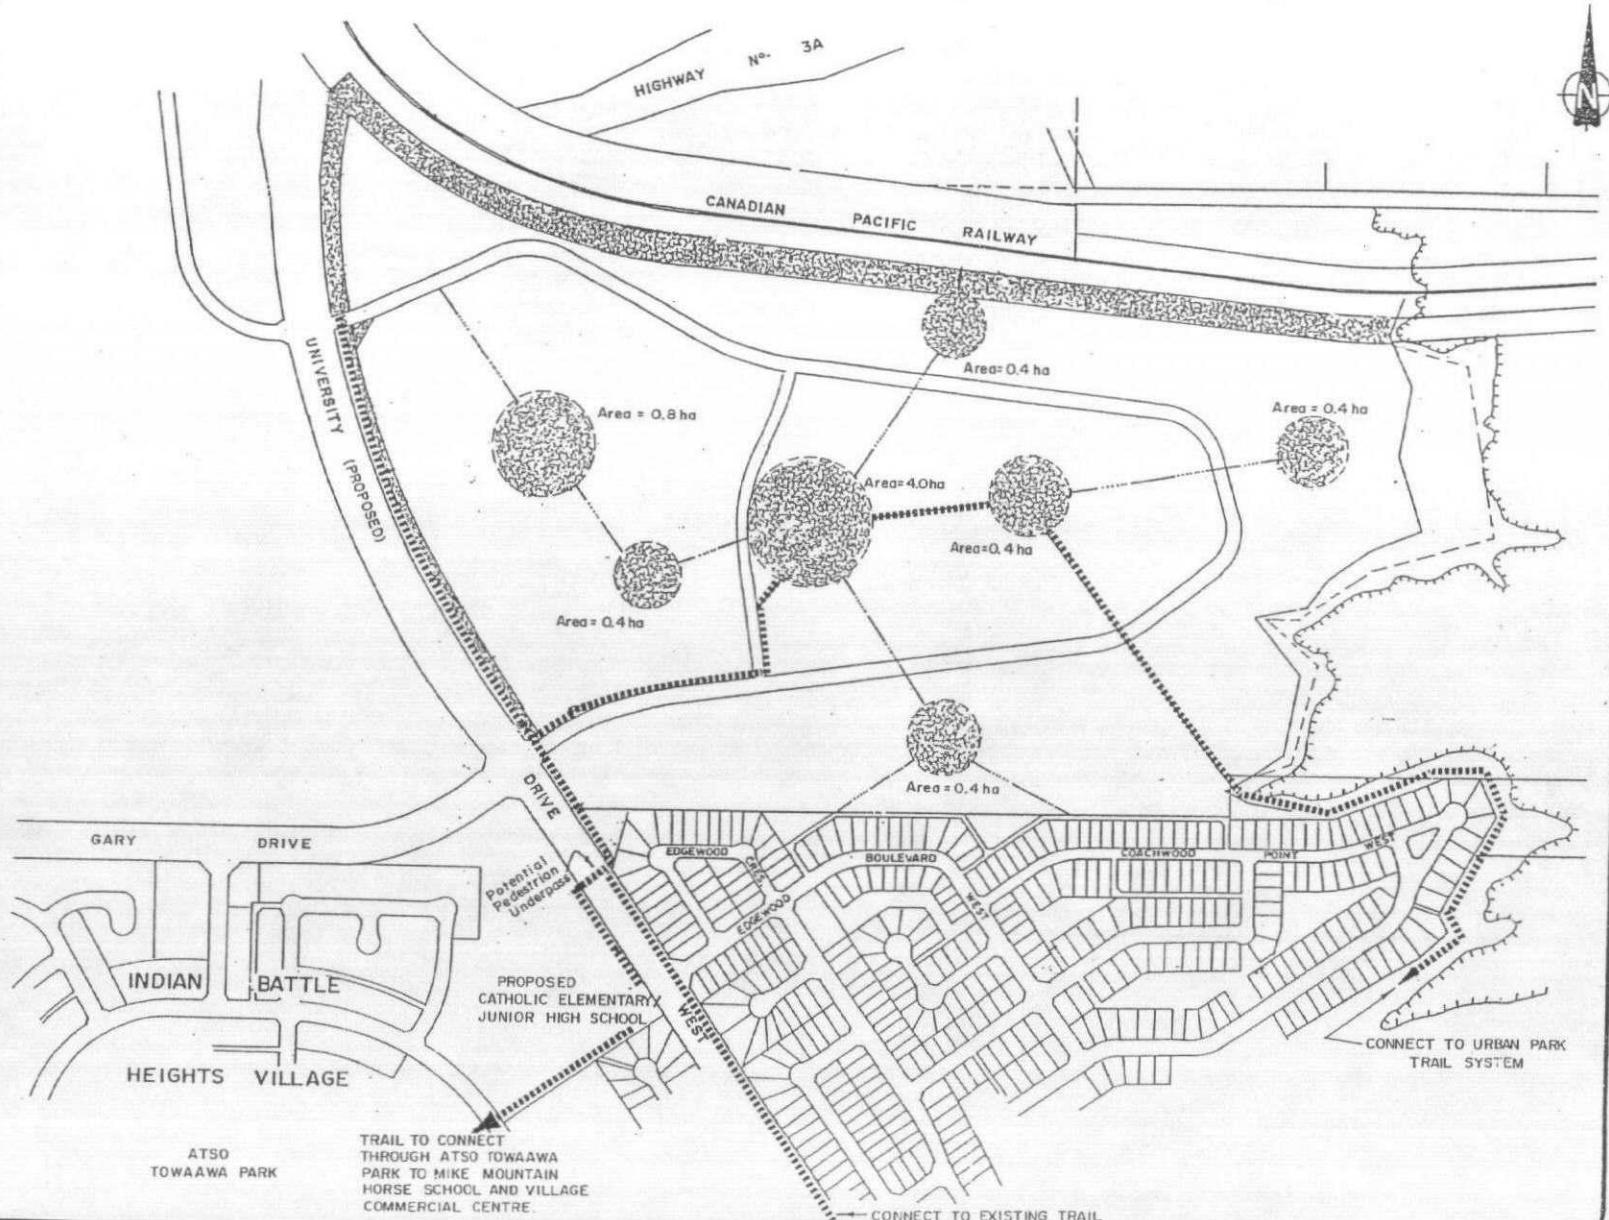 HIGHWAY No. 3A
N
CANADIAN PACIFIC RAILWAY
UNIVERSITY (PROPOSED)
Area = 0.8 ha
Area = 0.4 ha
Area = 0.4 ha
Area = 4.0 ha
Area = 0.4 ha
Area = 0.4 ha
Area = 0.4 ha
DRIVE
GARY DRIVE
Potential
Pedestrian
Underpass
EDGEWOOD
CRES.
BOULEVARD
COACHWOOD
POINT
WEST
EDGEWOOD
WEST
INDIAN BATTLE
PROPOSED
CATHOLIC ELEMENTARY/
JUNIOR HIGH SCHOOL
WEST
CONNECT TO URBAN PARK
TRAIL SYSTEM
HEIGHTS VILLAGE
ATSO
TOWAAWA PARK
TRAIL TO CONNECT
THROUGH ATSO TOWAAWA
PARK TO MIKE MOUNTAIN
HORSE SCHOOL AND VILLAGE
COMMERCIAL CENTRE.
CONNECT TO EXISTING TRAIL